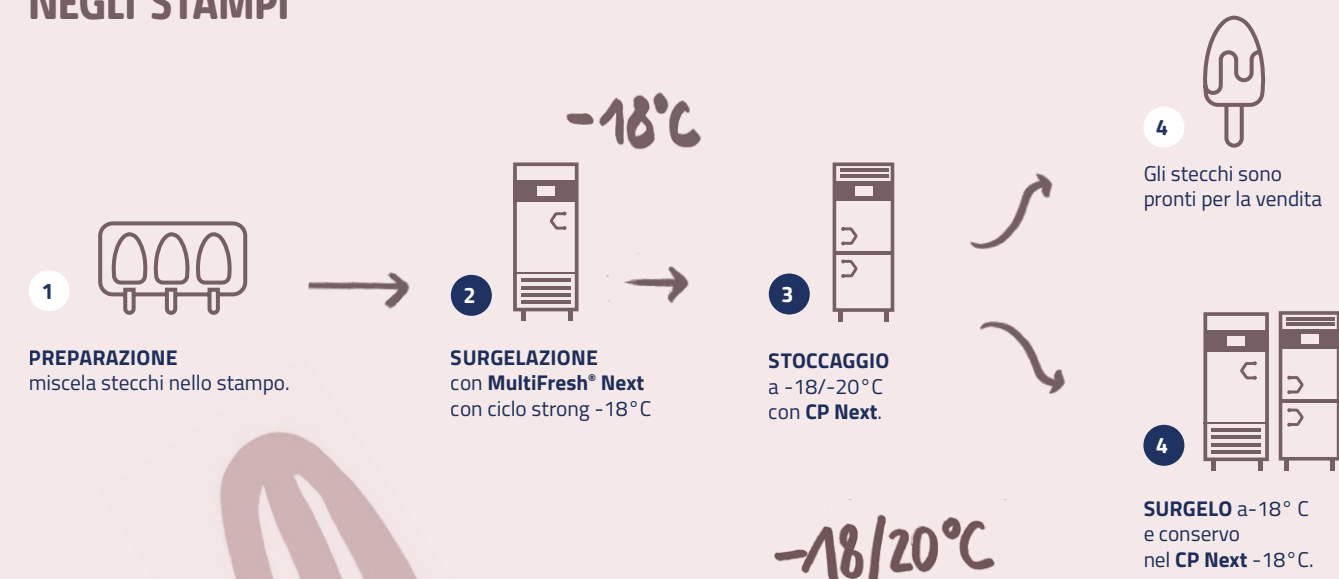 NEGLI STAMPI
-18°C
1
PREPARAZIONE
miscela stecchi nello stampo.
2
SURGELAZIONE
con MultiFresh® Next
con ciclo strong -18°C
3
STOCCAGGIO
a -18/-20°C
con CP Next.
-18/20°C
4
Gli stecchi sono
pronti per la vendita
4
SURGELO a-18° C
e conservo
nel CP Next -18°C.